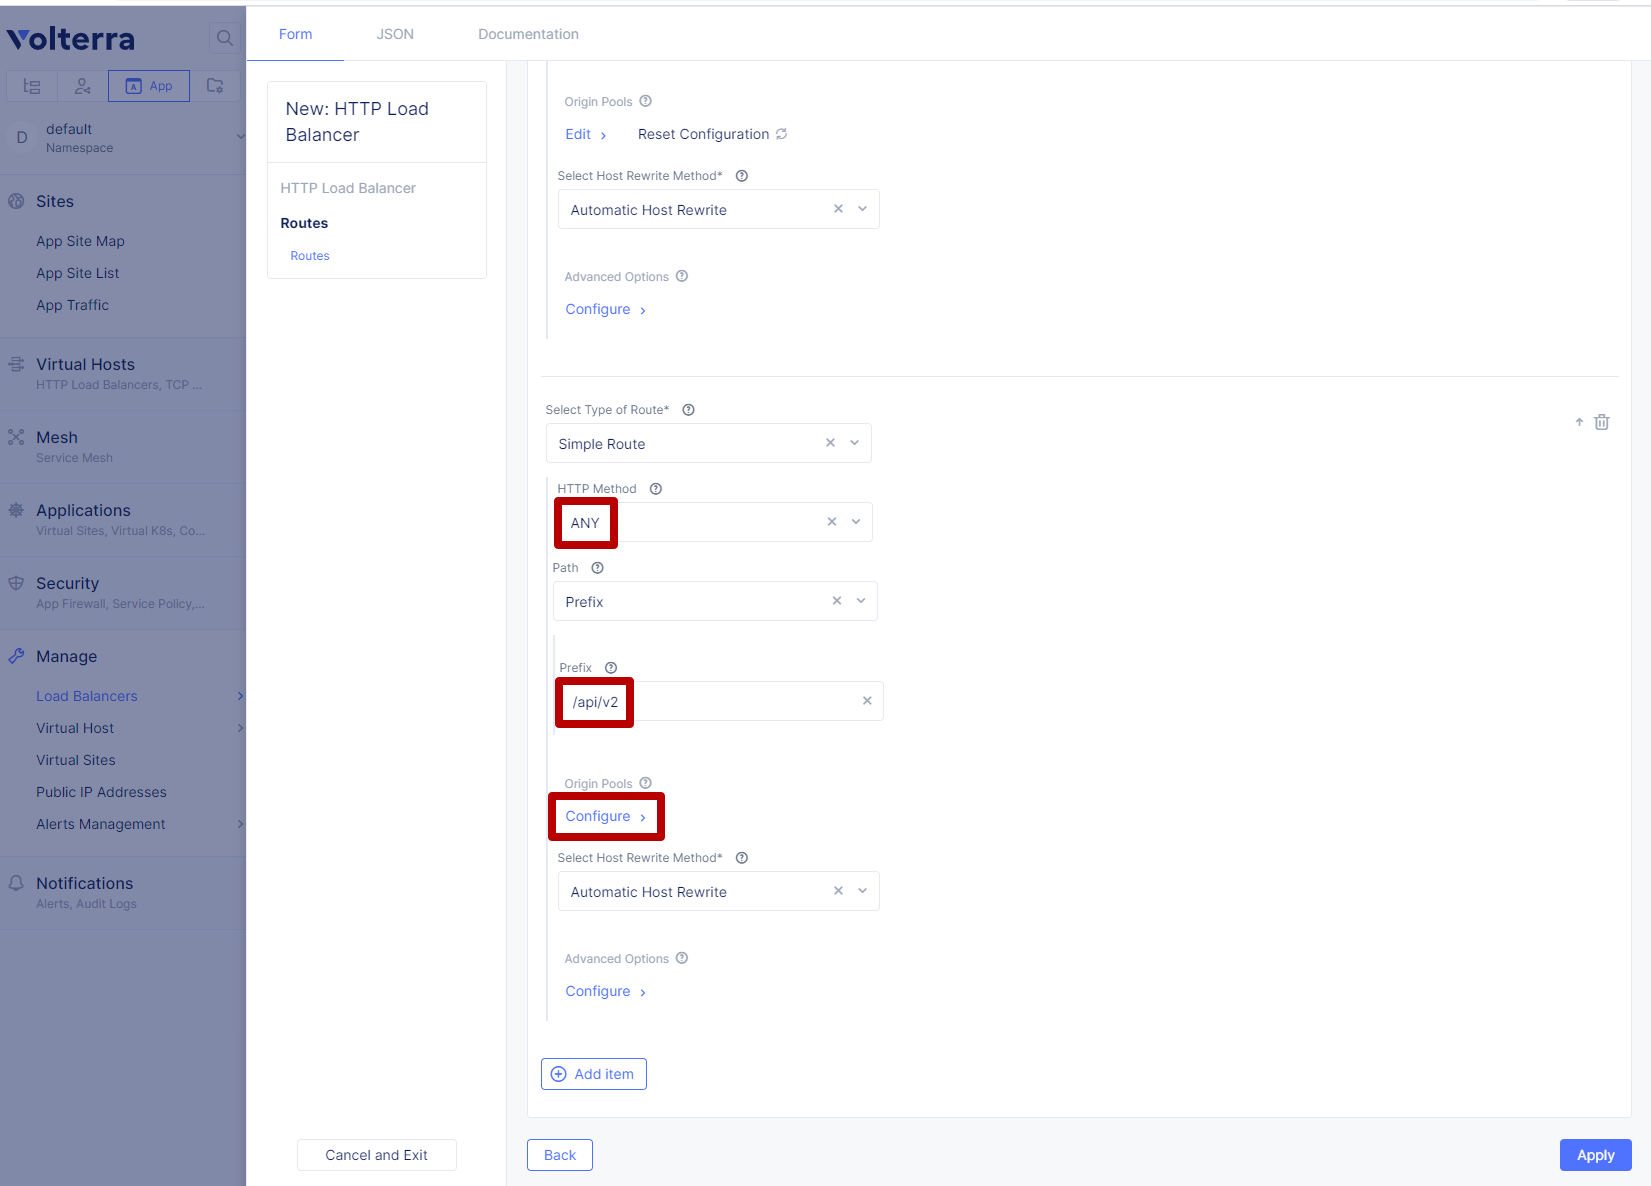 Volterra
A App
D
default
Namespace
Sites
App Site Map
App Site List
App Traffic
Virtual Hosts
HTTP Load Balancers, TCP ...
Mesh
Service Mesh
Applications
Virtual Sites, Virtual K8s, Co...
Security
App Firewall, Service Policy,...
Manage
Load Balancers
Virtual Host
Virtual Sites
Public IP Addresses
Alerts Management
Notifications
Alerts, Audit Logs
Form JSON Documentation
New: HTTP Load
Balancer
HTTP Load Balancer
Routes
Routes
Cancel and Exit
Origin Pools
Edit Reset Configuration
Select Host Rewrite Method*
Automatic Host Rewrite
Advanced Options
Configure
Select Type of Route*
Simple Route
HTTP Method
ANY
Path
Prefix
Prefix
/api/v2
Origin Pools
Configure
Select Host Rewrite Method*
Automatic Host Rewrite
Advanced Options
Configure
Add item
Back
Apply